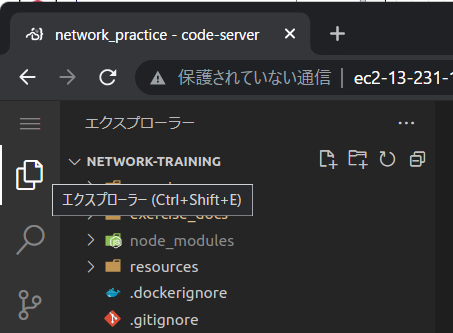 network_practice - code-server
保護されていない通信
ec2-13-231-1
エクスプローラー
NETWORK-TRAINING
エクスプローラー (Ctrl+Shift+E)
exercise_docs
node_modules
resources
.dockerignore
.gitignore